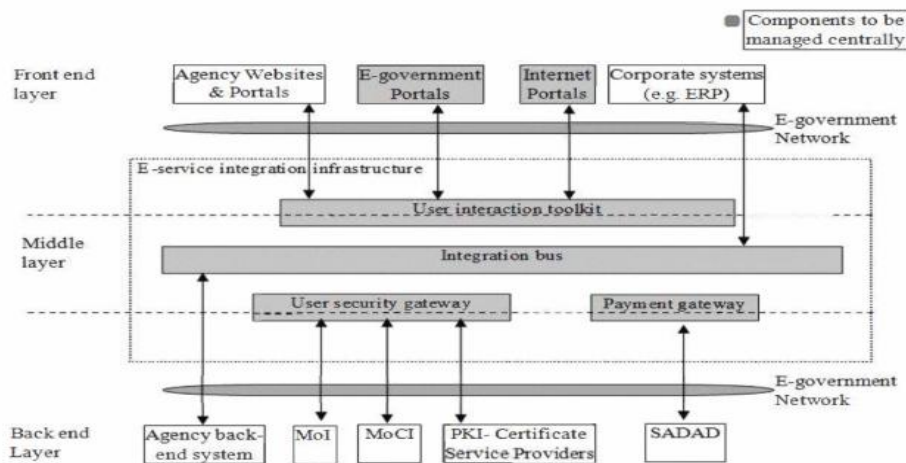 Components to be
managed centrally
Front end
layer
Agency Websites
& Portals
E-government
Portals
Internet
Portals
Corporate systems
(e.g. ERP)
E-government
Network
E-service integration infrastructure
User interaction toolkit
Middle
layer
Integration bus
User security gateway
Payment gateway
E-government
Network
Back end
Layer
Agency back-
end system
MoI
MoCI
PKI- Certificate
Service Providers
SADAD